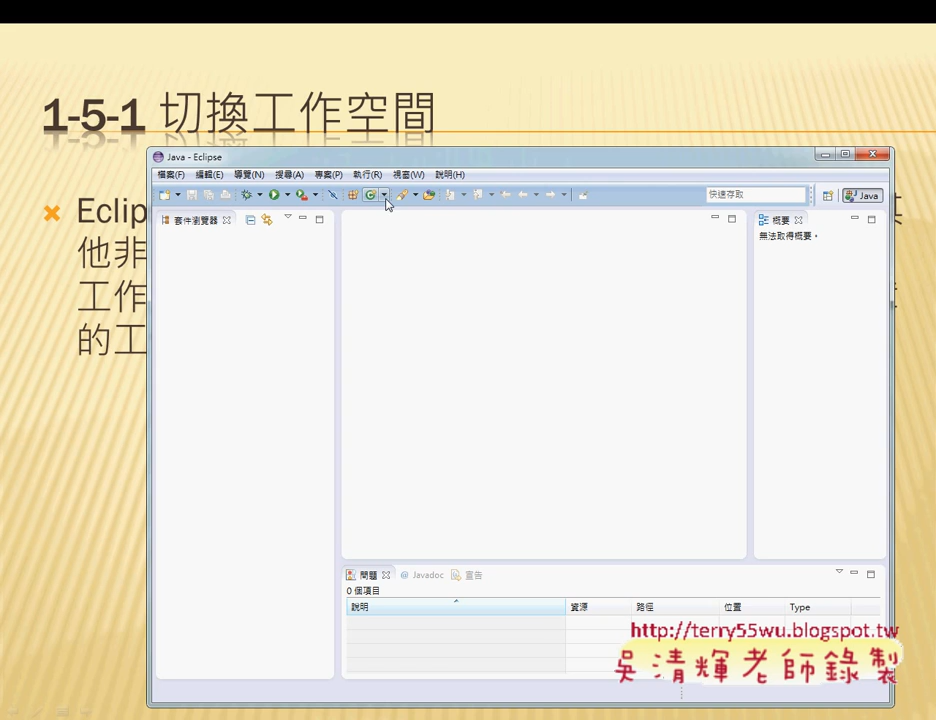 1-5-1 切換工作空間
Eclip
他非
工作
的工
Java - Eclipse
檔案(F) 編輯(E) 導覽(N) 搜尋(A) 專案(P) 執行(R) 視窗(W) 說明(H)
快速存取
Java
套件瀏覽器
概要
無法取得概要。
問題 @ Javadoc 宣告
0 個項目
說明 資源 路徑 位置 Type
http://terry55wu.blogspot.tw
吳清輝老師錄製